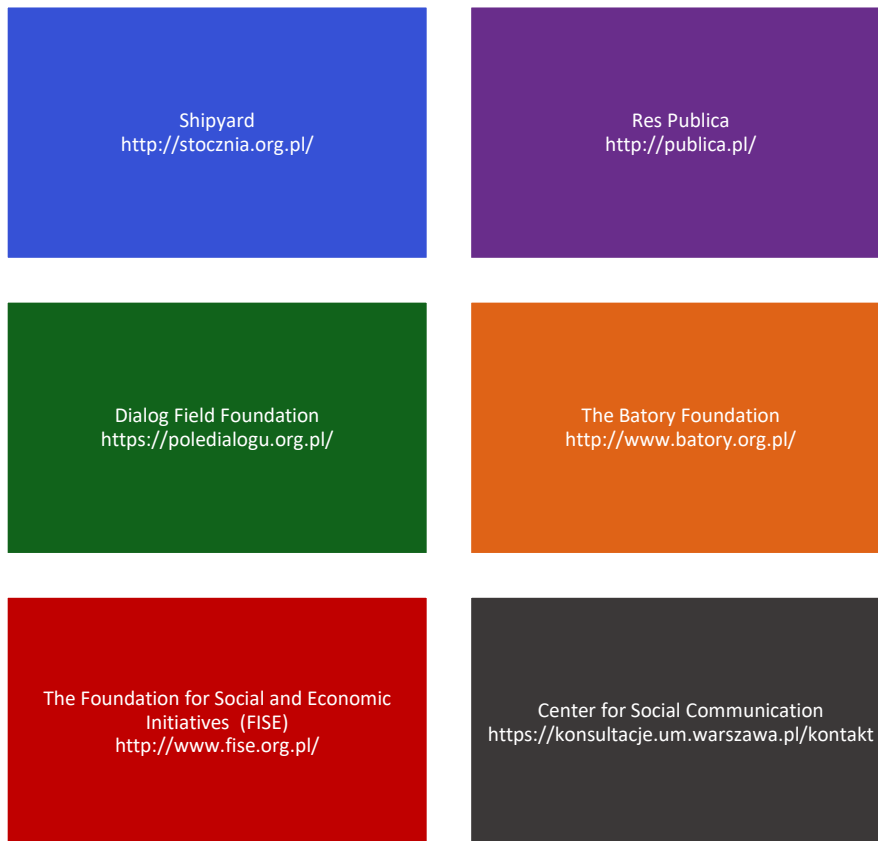 Shipyard
http://stocznia.org.pl/
Res Publica
http://publica.pl/
Dialog Field Foundation
https://poledialogu.org.pl/
The Batory Foundation
http://www.batory.org.pl/
The Foundation for Social and Economic
Initiatives  (FISE)
http://www.fise.org.pl/
Center for Social Communication
https://konsultacje.um.warszawa.pl/kontakt